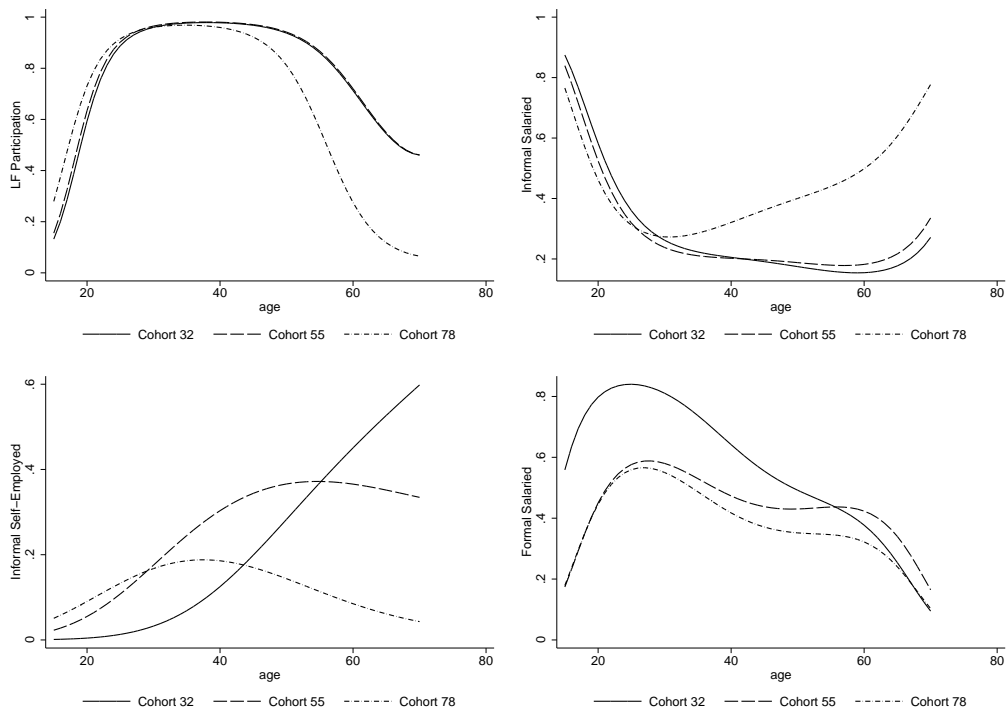 LF Participation
0 .2 .4 .6 .8 1
20 40 60 80
age
Cohort 32 Cohort 55 Cohort 78
Informal Salaried
.2 .4 .6 .8 1
20 40 60 80
age
Cohort 32 Cohort 55 Cohort 78
Informal Self−Employed
0 .2 .4 .6
20 40 60 80
age
Cohort 32 Cohort 55 Cohort 78
Formal Salaried
0 .2 .4 .6 .8
20 40 60 80
age
Cohort 32 Cohort 55 Cohort 78